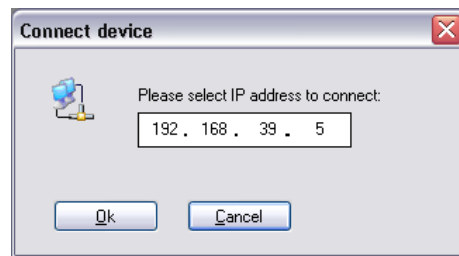 Connect device
Please select IP address to connect:
192 . 168 . 39 . 5
Ok
Cancel